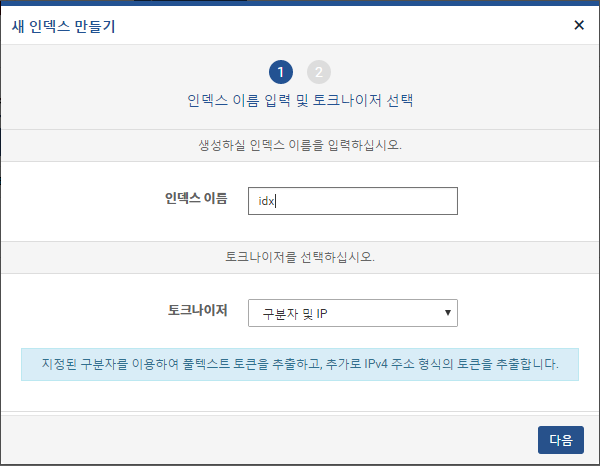 새 인덱스 만들기
×
1 2
인덱스 이름 입력 및 토크나이저 선택
생성하실 인덱스 이름을 입력하십시오.
인덱스 이름 idx
토크나이저를 선택하십시오.
토크나이저 구분자 및 IP
지정된 구분자를 이용하여 풀텍스트 토큰을 추출하고, 추가로 IPv4 주소 형식의 토큰을 추출합니다.
다음